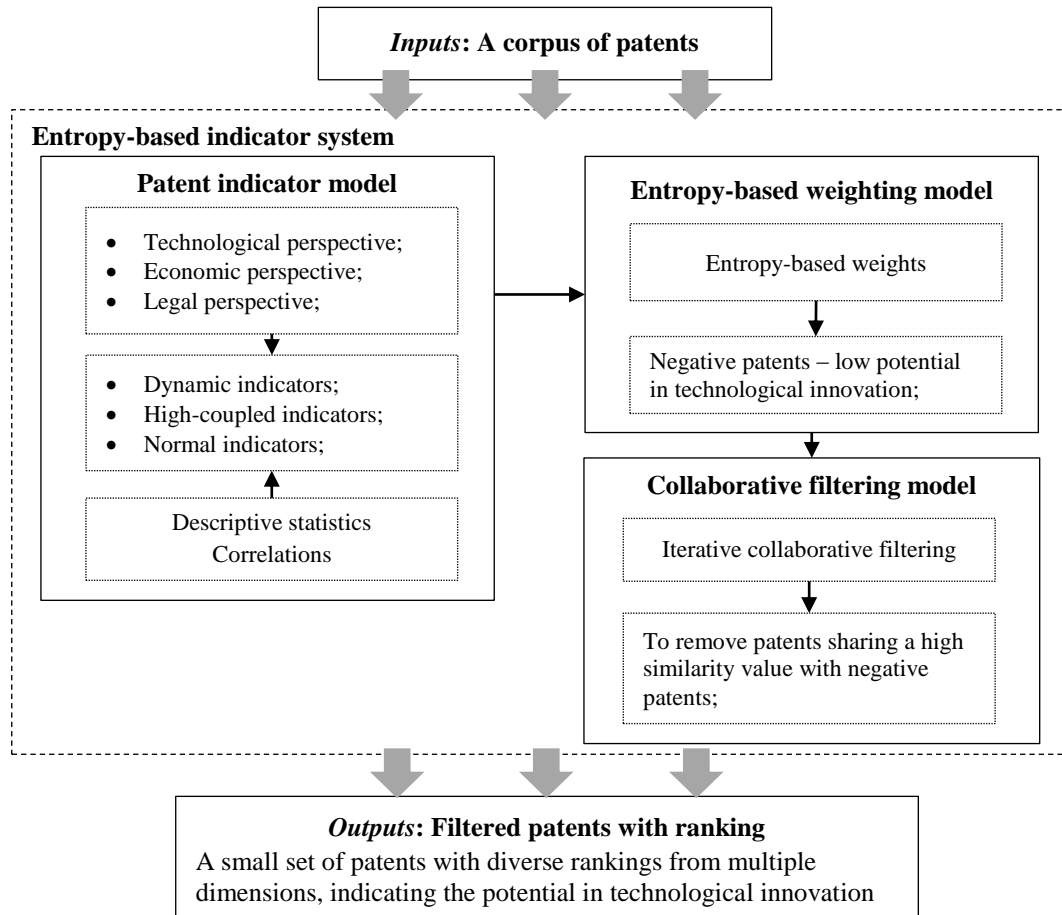 Inputs: A corpus of patents
Entropy-based indicator system
Patent indicator model
• Technological perspective;
• Economic perspective;
• Legal perspective;
• Dynamic indicators;
• High-coupled indicators;
• Normal indicators;
Descriptive statistics
Correlations
Entropy-based weighting model
Entropy-based weights
Negative patents – low potential
in technological innovation;
Collaborative filtering model
Iterative collaborative filtering
To remove patents sharing a high
similarity value with negative
patents;
Outputs: Filtered patents with ranking
A small set of patents with diverse rankings from multiple
dimensions, indicating the potential in technological innovation